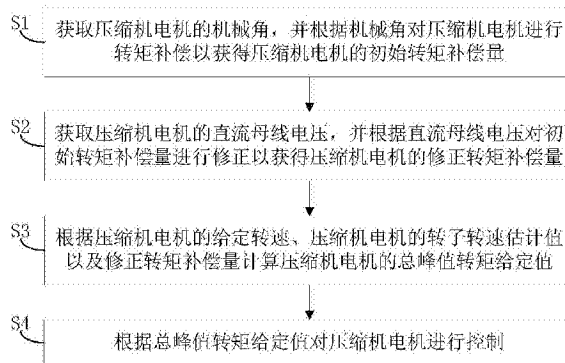 S1
获取压缩机电机的机械角,并根据机械角对压缩机电机进行
转矩补偿以获得压缩机电机的初始转矩补偿量
S2
获取压缩机电机的直流母线电压,并根据直流母线电压对初
始转矩补偿量进行修正以获得压缩机电机的修正转矩补偿量
S3
根据压缩机电机的给定转速、压缩机电机的转了转速估计值
以及修正转矩补偿量计算压缩机电机的总峰值转矩给定值
S4
根据总峰值转矩给定值对压缩机电机进行控制